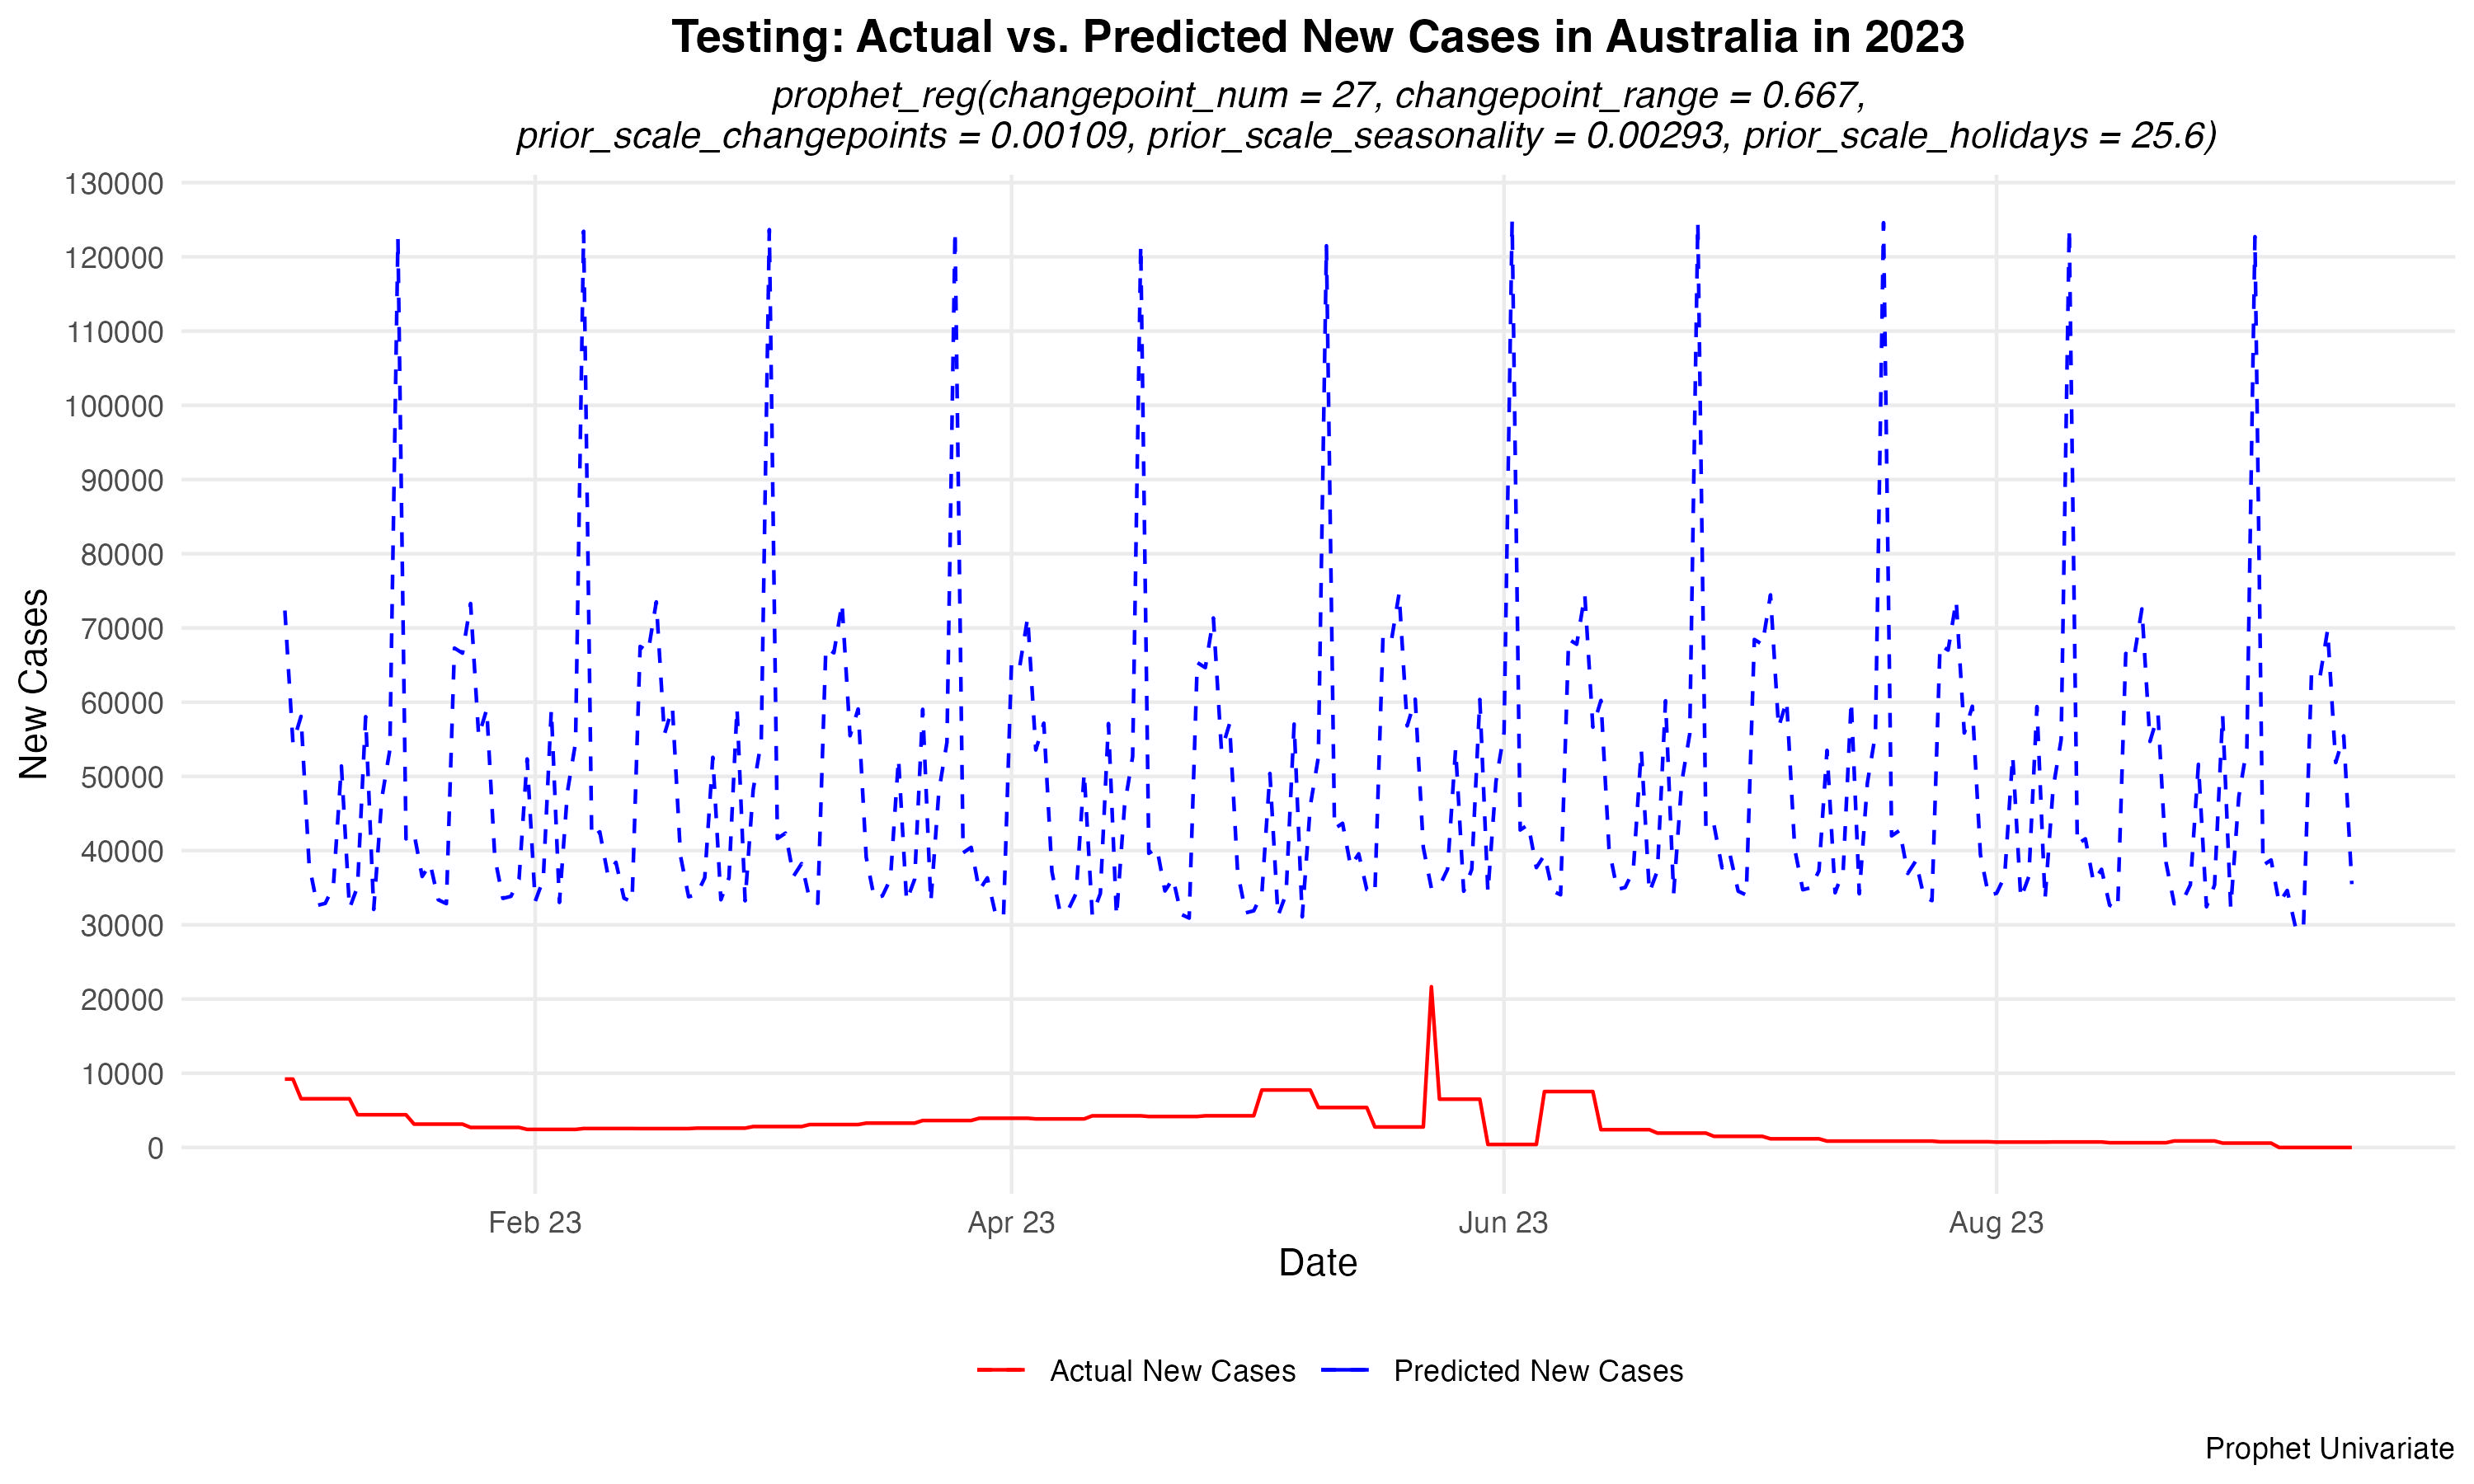 Testing: Actual vs. Predicted New Cases in Australia in 2023
prophet_reg(changepoint_num = 27, changepoint_range = 0.667,
prior_scale_changepoints = 0.00109, prior_scale_seasonality = 0.00293, prior_scale_holidays = 25.6)
New Cases
130000
120000
110000
100000
90000
80000
70000
60000
50000
40000
30000
20000
10000
0
Feb 23
Apr 23
Jun 23
Aug 23
Date
Actual New Cases
Predicted New Cases
Prophet Univariate